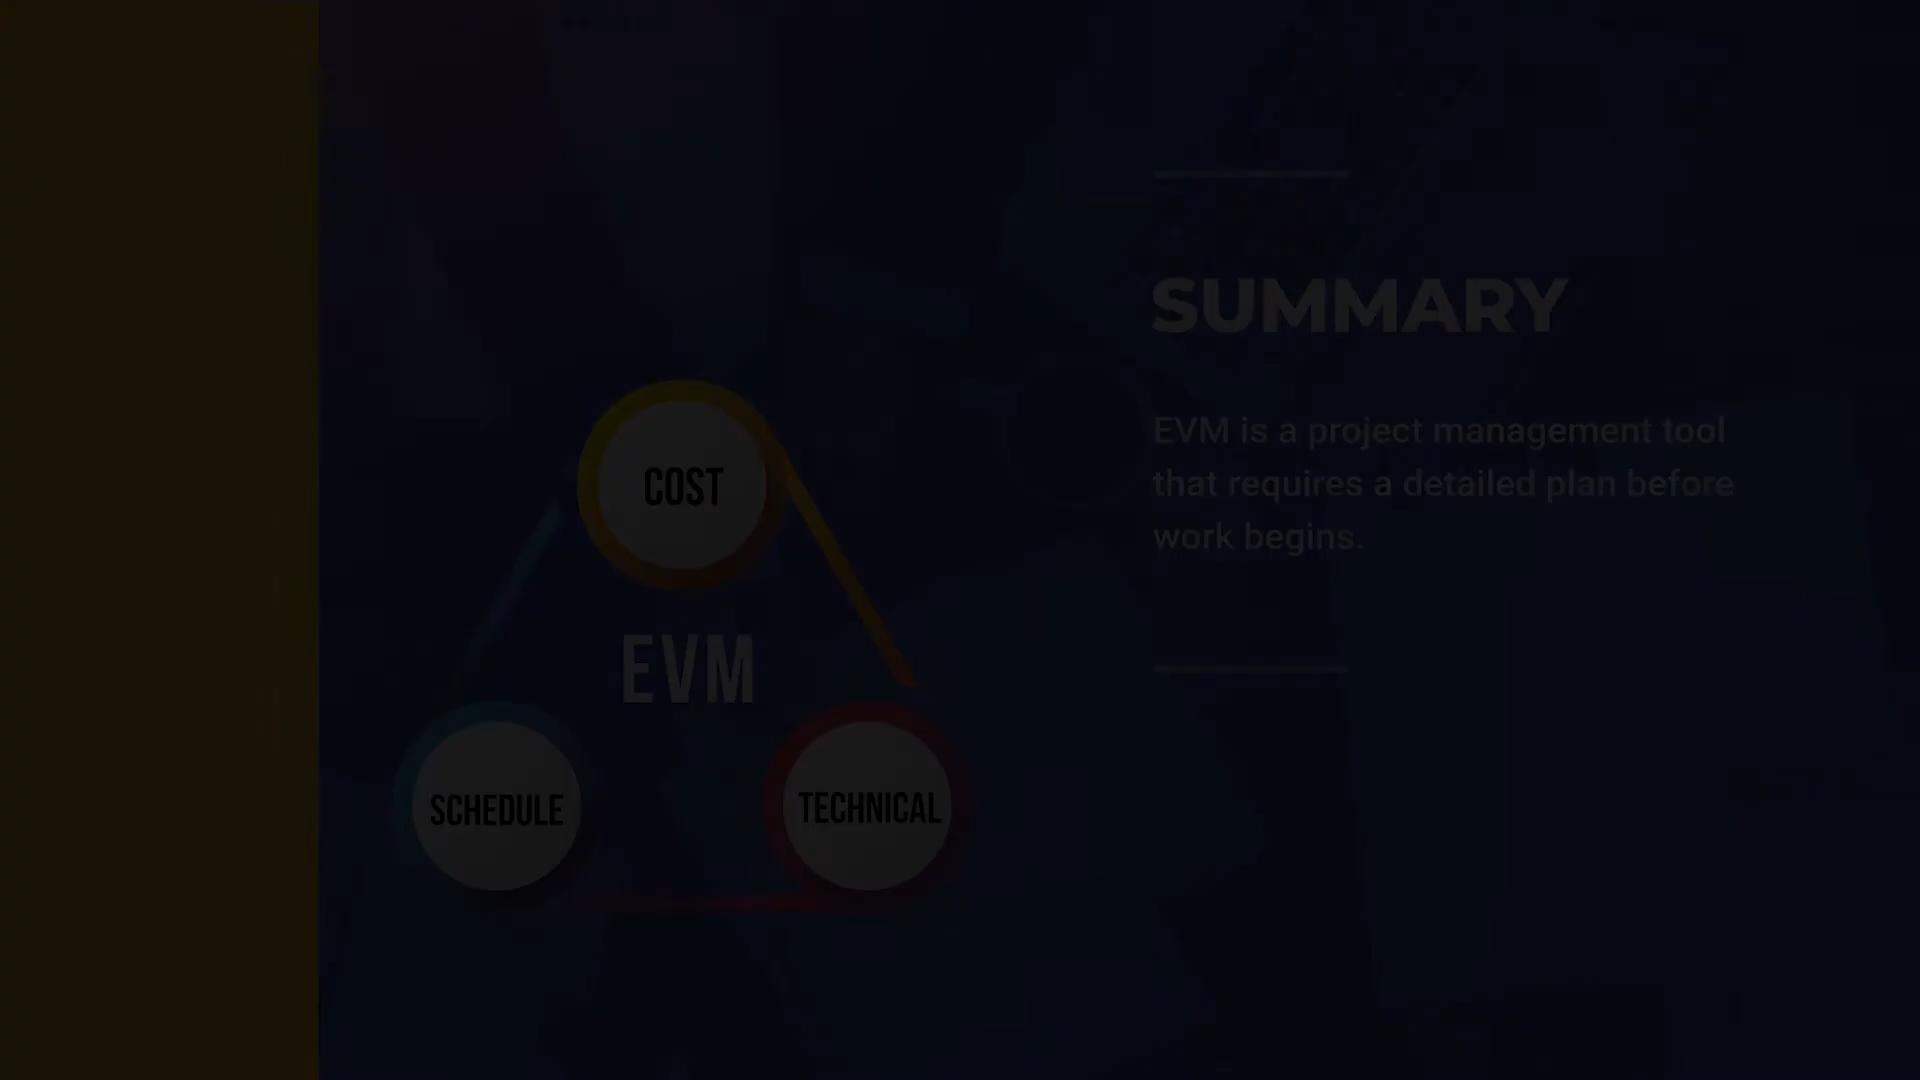 SUMMARY
EVM is a project management tool
that requires a detailed plan before
work begins.
COST
EVM
SCHEDULE
TECHNICAL